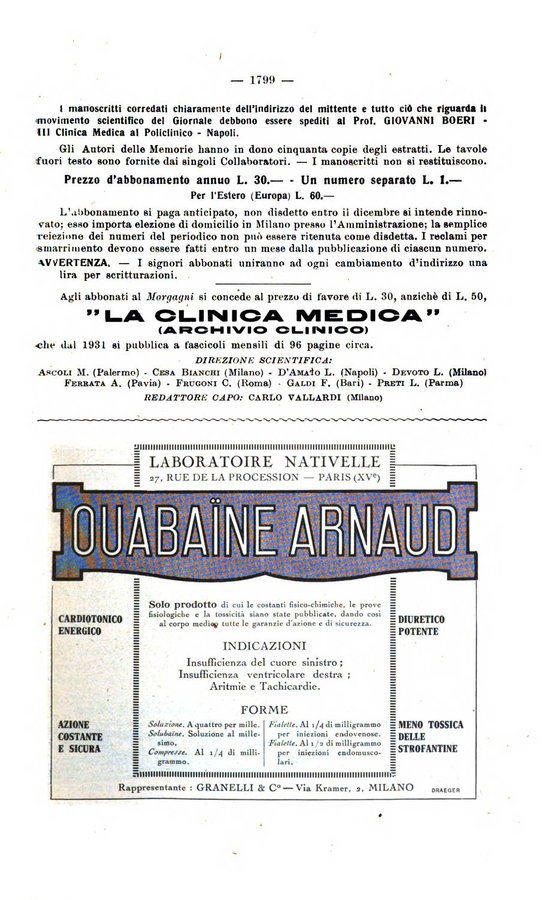 — 1799 —
I manoscritti corredati chiaramente dell'indirizzo del mittente e tutto ciò che riguarda il
movimento scientifico del Giornale debbono essere spediti al Prof. GIOVANNI BOERI -
III Clinica Medica al Policlinico - Napoli.
Gli Autori delle Memorie hanno in dono cinquanta copie degli estratti. Le tavole
fuori testo sono fornite dai singoli Collaboratori. — I manoscritti non si restituiscono.
Prezzo d'abbonamento annuo L. 30.— - Un numero separato L. 1.—
Per l'Estero (Europa) L. 60.—
L'abbonamento si paga anticipato, non disdetto entro il dicembre si intende rinno-
vato; esso importa elezione di domicilio in Milano presso l'Amministrazione; la semplice
reiezione dei numeri del periodico non può essere ritenuta come disdetta. I reclami per
smarrimento devono essere fatti entro un mese dalla pubblicazione di ciascun numero.
AVVERTENZA. — I signori abbonati uniranno ad ogni cambiamento d'indirizzo una
lira per scritturazioni.
Agli abbonati al Morgagni si concede al prezzo di favore di L. 30, anzichè di L. 50,
"LA CLINICA MEDICA"
(ARCHIVIO CLINICO)
che dal 1931 si pubblica a fascicoli mensili di 96 pagine circa.
DIREZIONE SCIENTIFICA:
ASCOLI M. (Palermo) - CESA BIANCHI (Milano) - D'AMATO L. (Napoli) - DEVOTO L. (Milano)
FERRATA A. (Pavia) - FRUGONI C. (Roma) - GALDI F. (Bari) - PRETI L. (Parma)
REDATTORE CAPO: CARLO VALLARDI (Milano)
LABORATOIRE NATIVELLE
27, RUE DE LA PROCESSION — PARIS (XVe)
OUABAÏNE ARNAUD
CARDIOTONICO
ENERGICO
Solo prodotto di cui le costanti fisico-chimiche, le prove
fisiologiche e la tossicità siano state pubblicate, dando così
al corpo medico tutte le garanzie d'azione e di sicurezza.
DIURETICO
POTENTE
INDICAZIONI
Insufficienza del cuore sinistro ;
Insufficienza ventricolare destra ;
Aritmie e Tachicardie.
FORME
AZIONE
COSTANTE
E SICURA
Soluzione. A quattro per mille.
Solubaïne. Soluzione al mille-
simo.
Compresse. Al 1/4 di milli-
grammo.
Fialette. Al 1/4 di milligrammo
per iniezioni endovenose.
Fialette. Al 1/2 di milligrammo
per iniezioni endomusco-
lari.
MENO TOSSICA
DELLE
STROFANTINE
Rappresentante : GRANELLI & Co — Via Kramer, 2, MILANO
DRAEGER